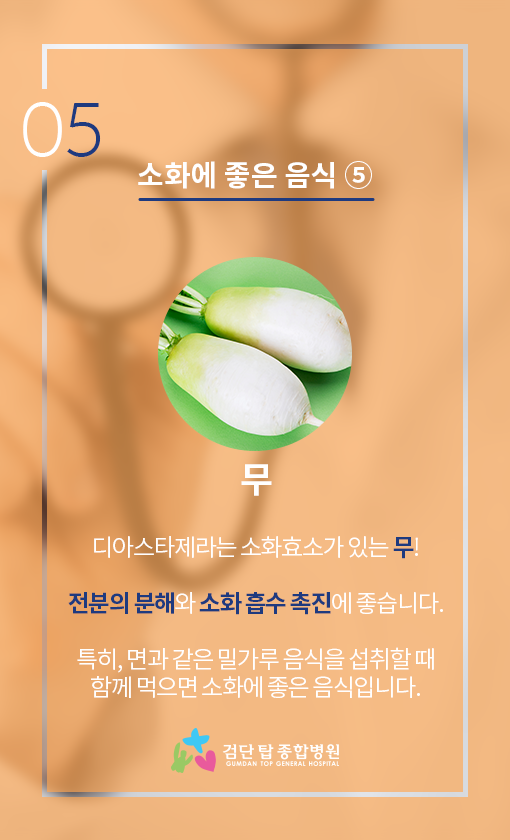 05
소화에 좋은 음식 ⑤
무
디아스타제라는 소화효소가 있는 무!
전분의 분해와 소화 흡수 촉진에 좋습니다.
특히, 면과 같은 밀가루 음식을 섭취할 때
함께 먹으면 소화에 좋은 음식입니다.
검단 탑 종합병원
GUMDAN TOP GENERAL HOSPITAL